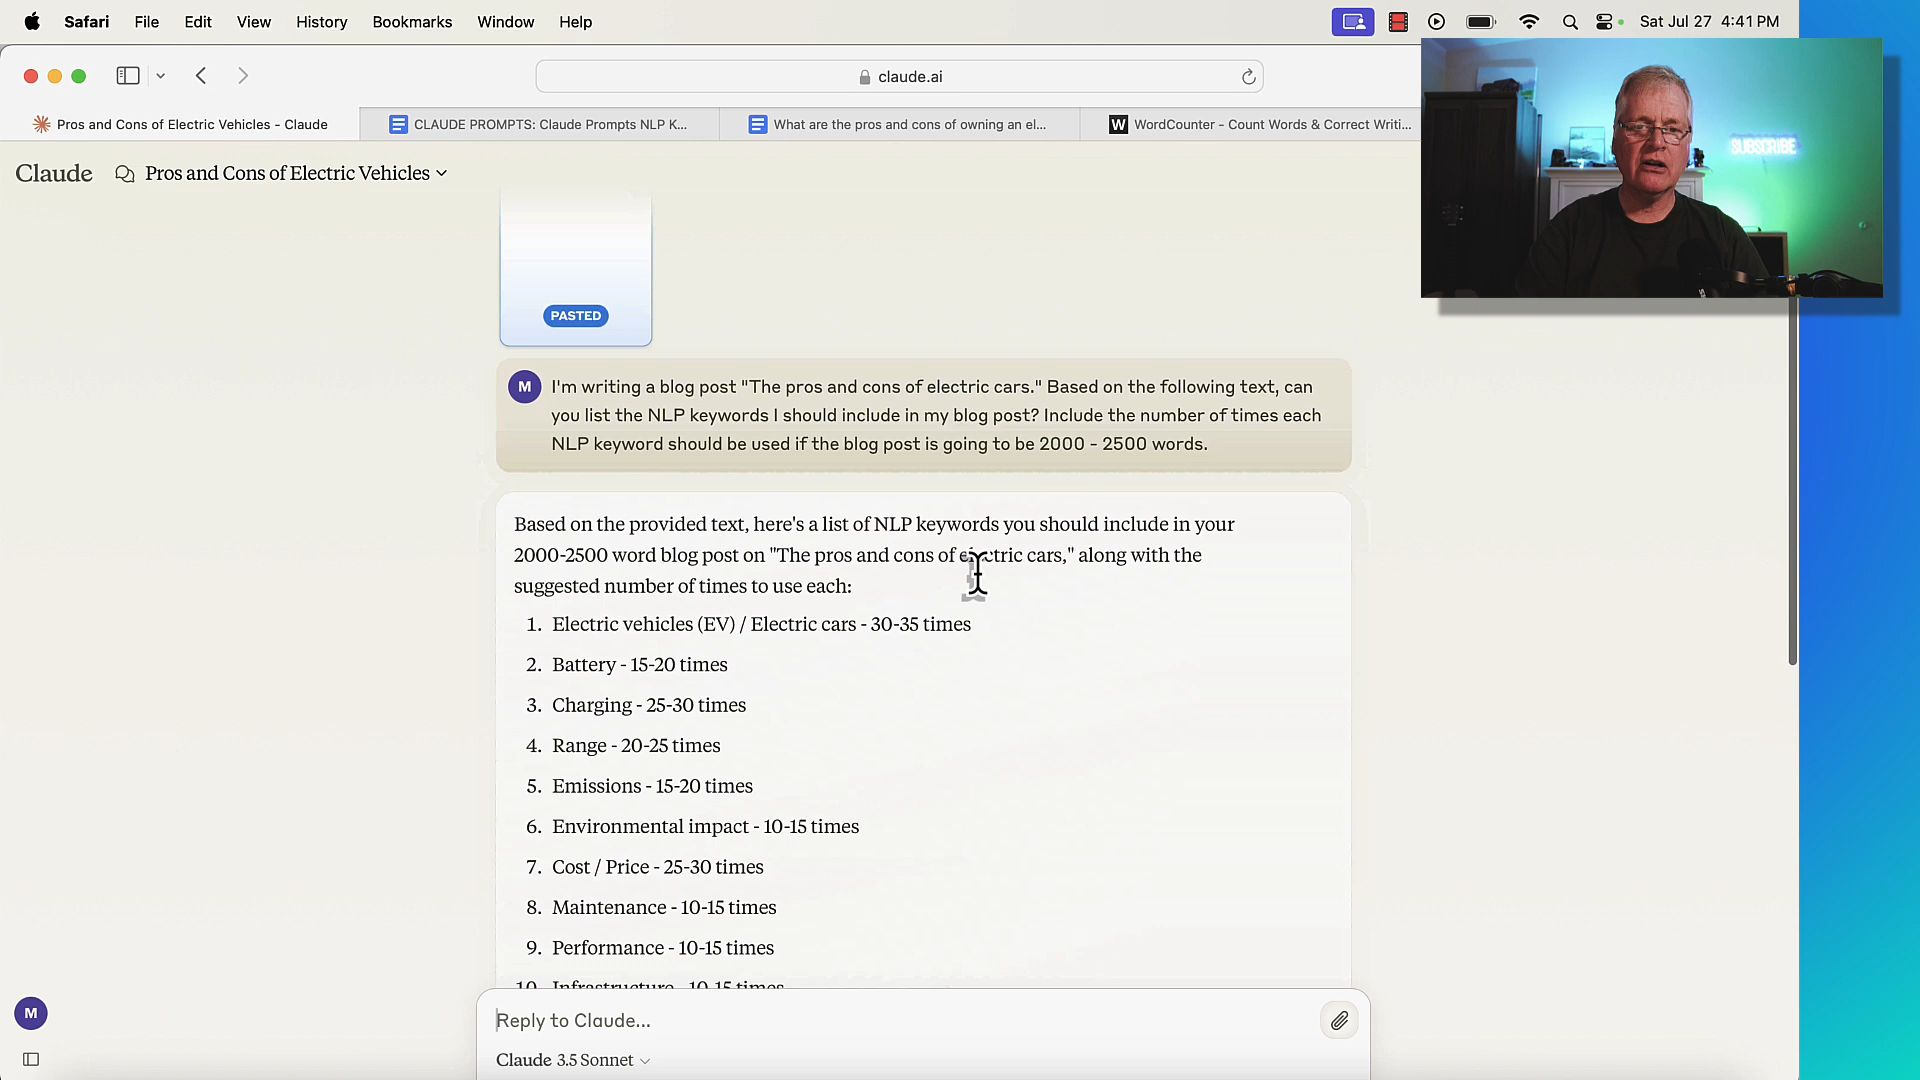 Safari File Edit View History Bookmarks Window Help Sat Jul 27 4:41 PM
claude.ai
Pros and Cons of Electric Vehicles - Claude
CLAUDE PROMPTS: Claude Prompts NLP K...
What are the pros and cons of owning an el...
W WordCounter - Count Words & Correct Writi...
SUBSCRIBE
Claude Pros and Cons of Electric Vehicles
PASTED
M
I'm writing a blog post "The pros and cons of electric cars." Based on the following text, can
you list the NLP keywords I should include in my blog post? Include the number of times each
NLP keyword should be used if the blog post is going to be 2000 - 2500 words.
Based on the provided text, here's a list of NLP keywords you should include in your
2000-2500 word blog post on "The pros and cons of electric cars," along with the
suggested number of times to use each:
1. Electric vehicles (EV) / Electric cars - 30-35 times
2. Battery - 15-20 times
3. Charging - 25-30 times
4. Range - 20-25 times
5. Emissions - 15-20 times
6. Environmental impact - 10-15 times
7. Cost / Price - 25-30 times
8. Maintenance - 10-15 times
9. Performance - 10-15 times
10. Infrastructure - 10-15 times
M
Reply to Claude...
Claude 3.5 Sonnet